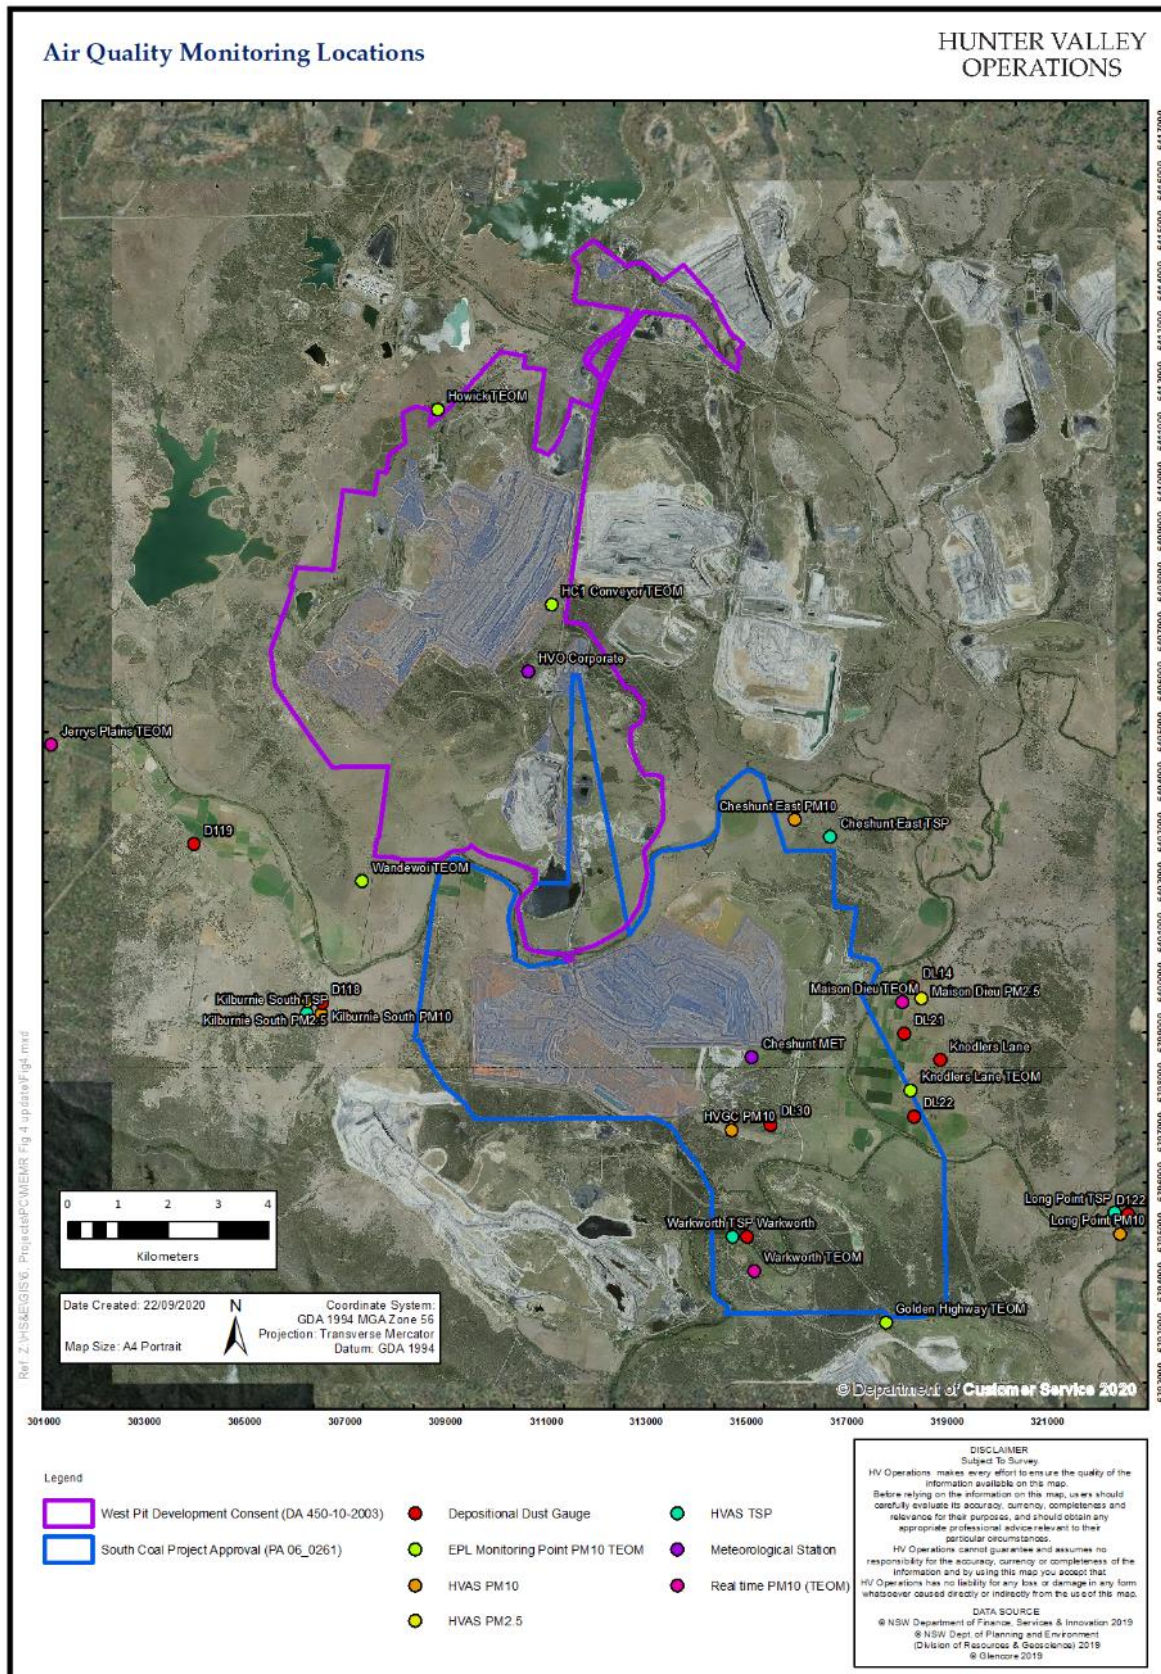 Air Quality Monitoring Locations
HUNTER VALLEY
OPERATIONS
Howick TEOM
HC1 Conveyor TEOM
HVO Corporate
Jerrys Plains TEOM
Cheshunt East PM10
Cheshunt East TSP
D119
Wandewoi TEOM
DL14
Maison Dieu TEOM
Maison Dieu PM2.5
D118
Kilburnie South TSP
Kilburnie South PM2.5
Kilburnie South PM10
DL21
Knodlers Lane
Cheshunt MET
Knodlers Lane TEOM
DL22
HVGC PM10
DL30
Long Point TSP
D122
Long Point PM10
Warkworth TSP
Warkworth
Warkworth TEOM
Golden Highway TEOM
0 1 2 3 4
Kilometers
Date Created: 22/09/2020
Map Size: A4 Portrait
N
Coordinate System:
GDA 1994 MGA Zone 56
Projection: Transverse Mercator
Datum: GDA 1994
© Department of Customer Service 2020
301000 303000 305000 307000 309000 311000 313000 315000 317000 319000 321000
Legend
West Pit Development Consent (DA 450-10-2003)
South Coal Project Approval (PA 06_0261)
Depositional Dust Gauge
EPL Monitoring Point PM10 TEOM
HVAS PM10
HVAS PM2.5
HVAS TSP
Meteorological Station
Real time PM10 (TEOM)
DISCLAIMER
Subject To Survey.
HV Operations makes every effort to ensure the quality of the
information available on this map.
Before relying on the information on this map, users should
carefully evaluate its accuracy, currency, completeness and
relevance for their purposes, and should obtain any
appropriate professional advice relevant to their
particular circumstances.
HV Operations cannot guarantee and assumes no
responsibility for the accuracy, currency or completeness of the
information and by using this map you accept that
HV Operations has no liability for any loss or damage in any form
whatsoever caused directly or indirectly from the use of this map.
DATA SOURCE
© NSW Department of Finance, Services & Innovation 2019
© NSW Dept. of Planning and Environment
(Division of Resources & Geoscience) 2019
© Glencore 2019